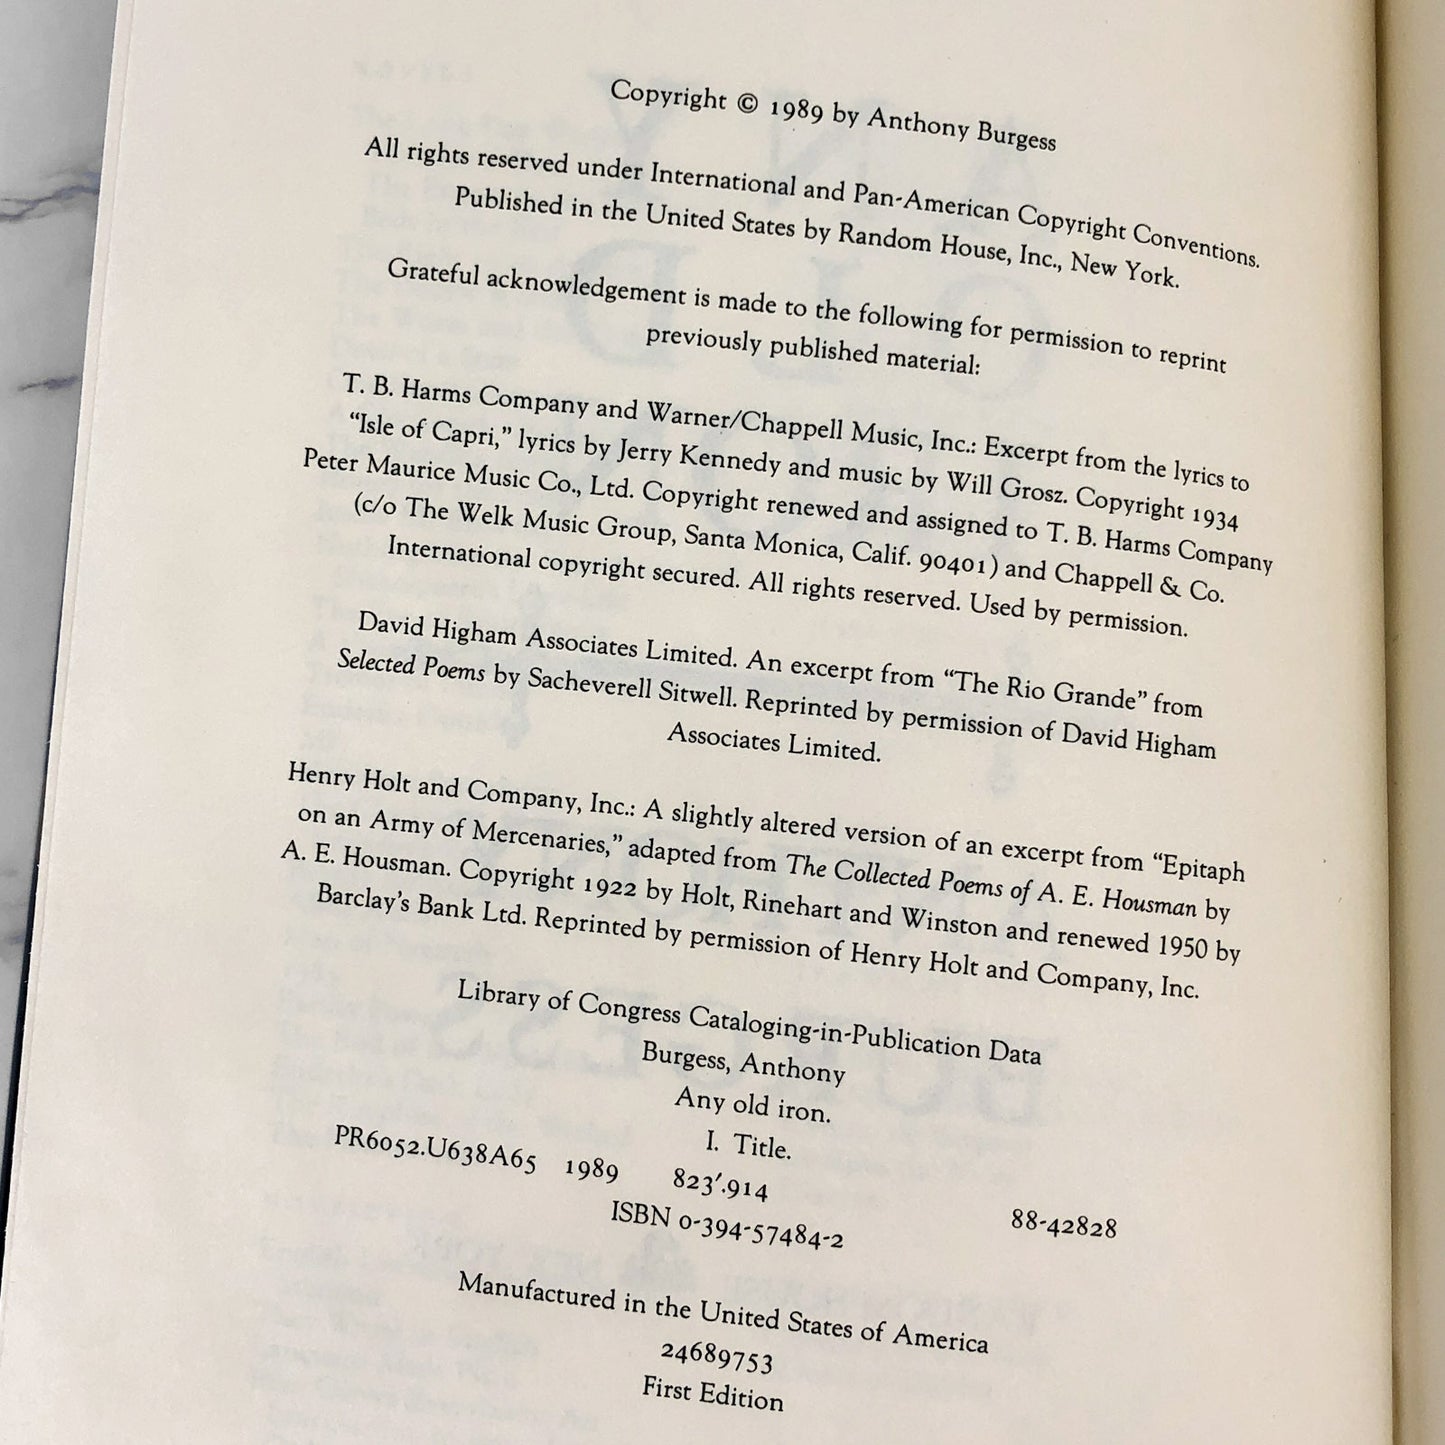 Copyright © 1989 by Anthony Burgess
All rights reserved under International and Pan-American Copyright Conventions.
Published in the United States by Random House, Inc., New York.
Grateful acknowledgement is made to the following for permission to reprint
previously published material:
T. B. Harms Company and Warner/Chappell Music, Inc.: Excerpt from the lyrics to
“Isle of Capri,” lyrics by Jerry Kennedy and music by Will Grosz. Copyright 1934
Peter Maurice Music Co., Ltd. Copyright renewed and assigned to T. B. Harms Company
(c/o The Welk Music Group, Santa Monica, Calif. 90401) and Chappell & Co.
International copyright secured. All rights reserved. Used by permission.
David Higham Associates Limited. An excerpt from “The Rio Grande” from
Selected Poems by Sacheverell Sitwell. Reprinted by permission of David Higham
Associates Limited.
Henry Holt and Company, Inc.: A slightly altered version of an excerpt from “Epitaph
on an Army of Mercenaries,” adapted from The Collected Poems of A. E. Housman by
A. E. Housman. Copyright 1922 by Holt, Rinehart and Winston and renewed 1950 by
Barclay’s Bank Ltd. Reprinted by permission of Henry Holt and Company, Inc.
Library of Congress Cataloging-in-Publication Data
Burgess, Anthony
Any old iron.
I. Title.
PR6052.U638A65 1989 823′.914 88-42828
ISBN 0-394-57484-2
Manufactured in the United States of America
24689753
First Edition